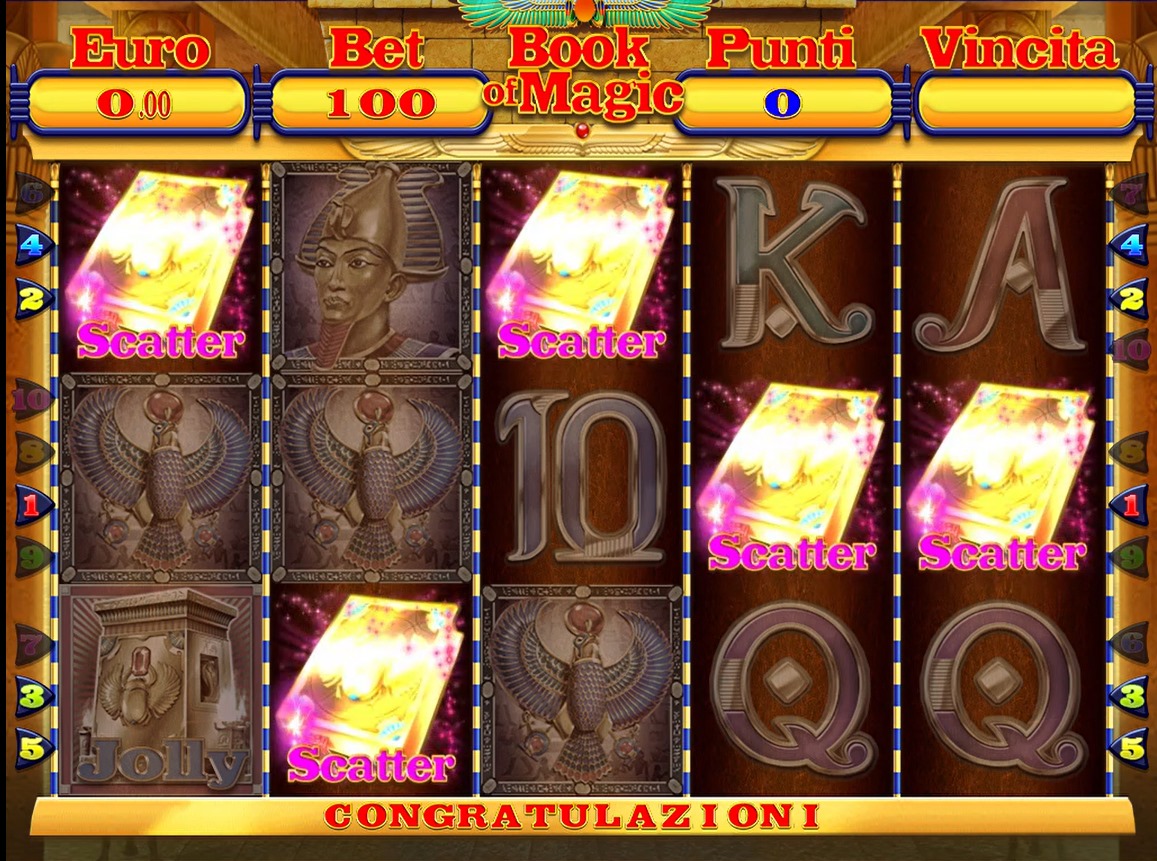 Euro
Bet
Book
of Magic
Punti
Vincita
0.00
100
0
6
7
4
4
2
2
Scatter
Scatter
K
A
10
10
8
8
1
1
10
Scatter
Scatter
9
9
7
6
3
3
5
5
Jolly
Scatter
Q
Q
CONGRATULAZIONI